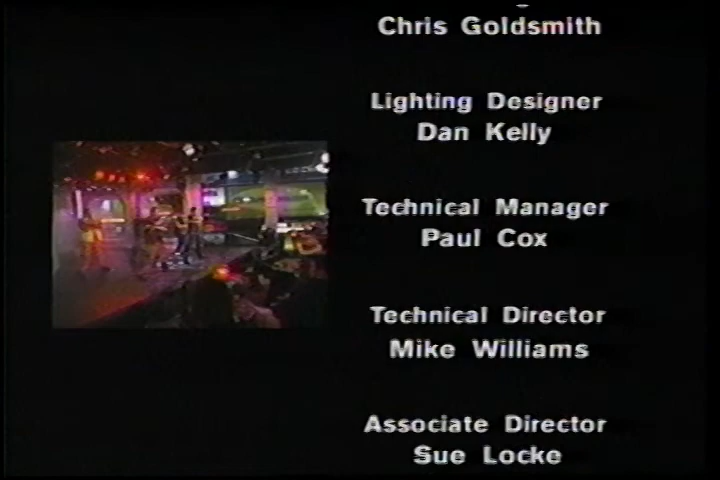 Chris Goldsmith
Lighting Designer
Dan Kelly
Technical Manager
Paul Cox
Technical Director
Mike Williams
Associate Director
Sue Locke